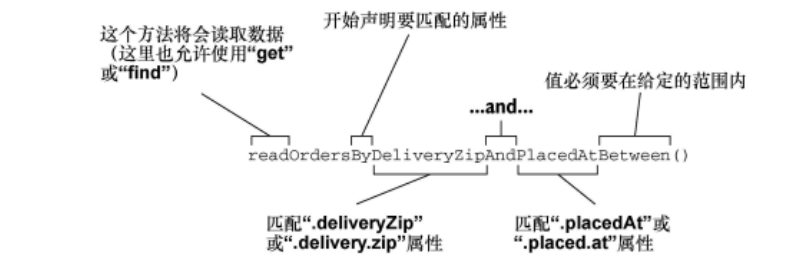 这个方法将会读取数据
（这里也允许使用“get”
或“find”）
开始声明要匹配的属性
...and...
值必须要在给定的范围内
readOrdersByDeliveryZipAndPlacedAtBetween()
匹配“.deliveryZip”
或“.delivery.zip”属性
匹配“.placedAt”或
“.placed.at”属性